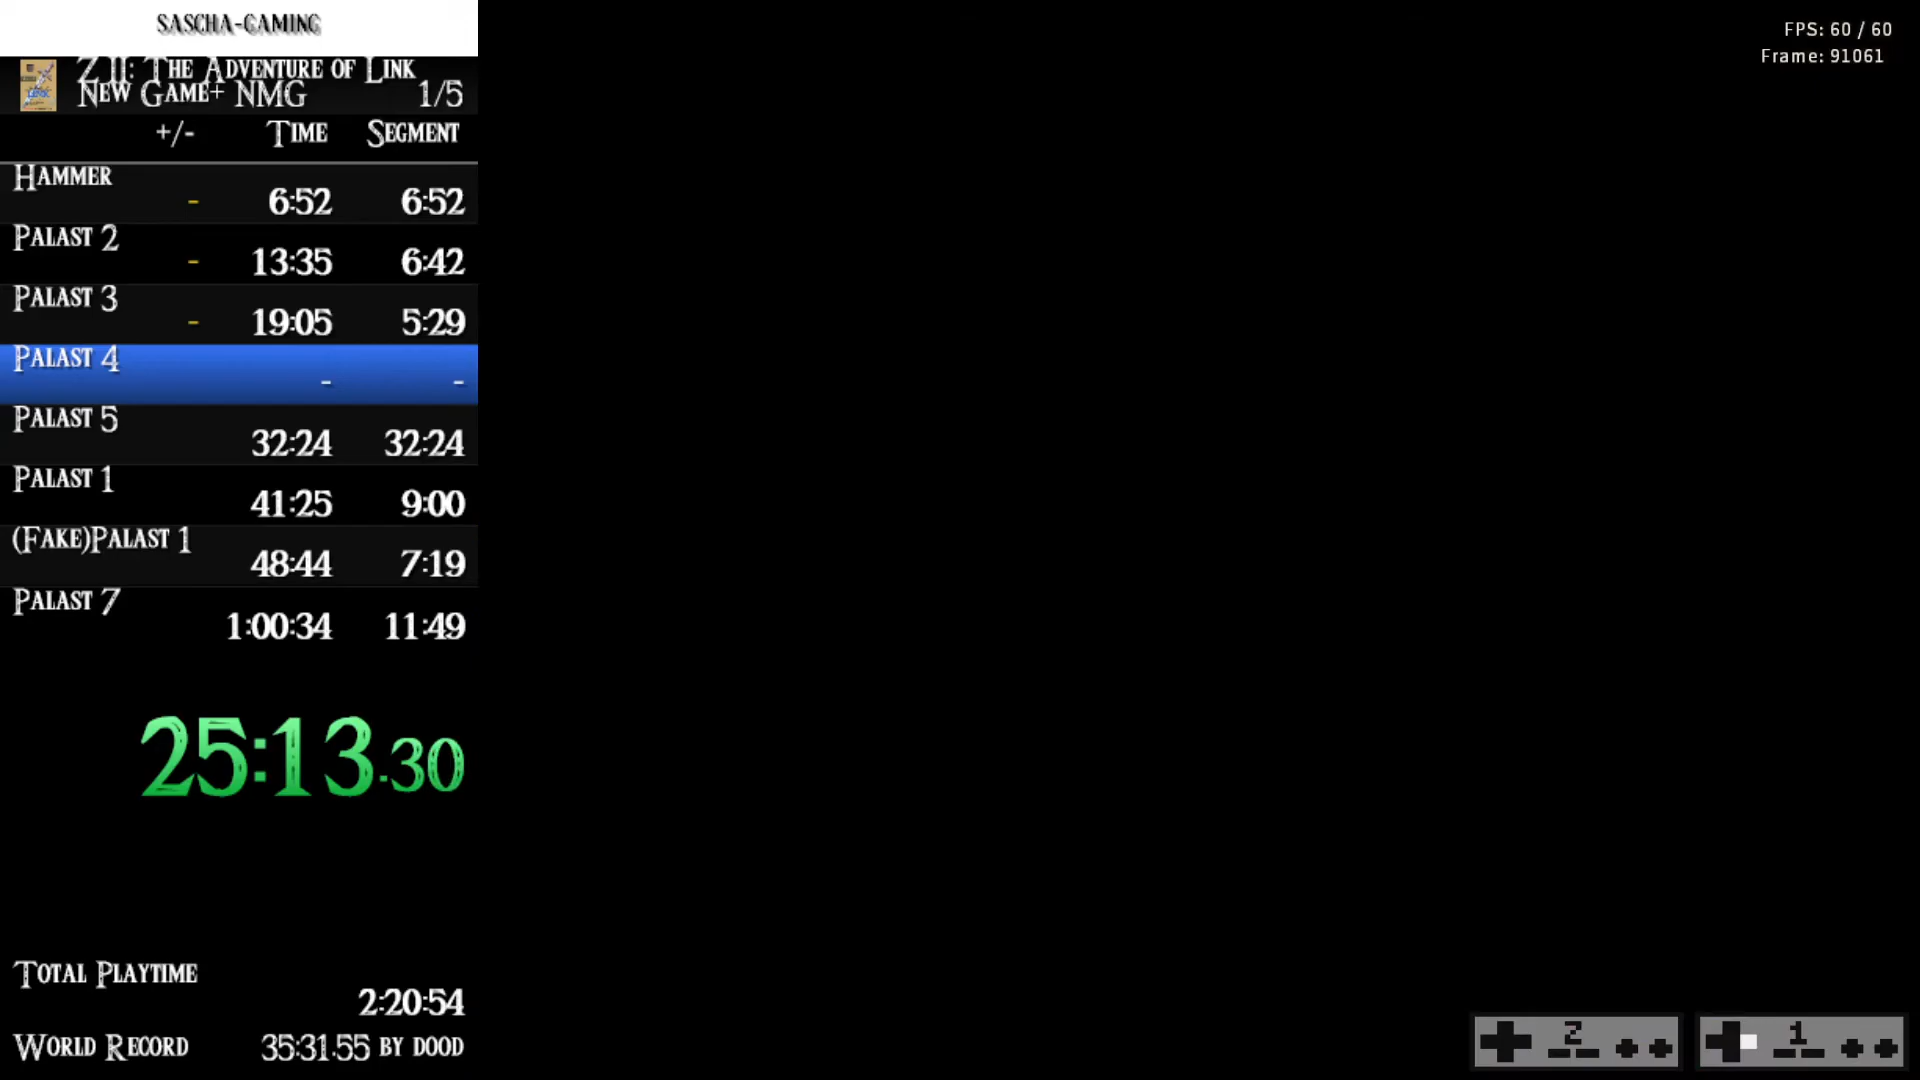 SASCHA-GAMING
Z II: THE ADVENTURE OF LINK
NEW GAME+ NMG 1/5
+/- TIME SEGMENT
HAMMER
- 6:52 6:52
PALAST 2
- 13:35 6:42
PALAST 3
- 19:05 5:29
PALAST 4
- -
PALAST 5
32:24 32:24
PALAST 1
41:25 9:00
(FAKE)PALAST 1
48:44 7:19
PALAST 7
1:00:34 11:49
25:13.30
TOTAL PLAYTIME
2:20:54
WORLD RECORD 35:31.55 BY DOOD
FPS: 60 / 60
Frame: 91061
2 1